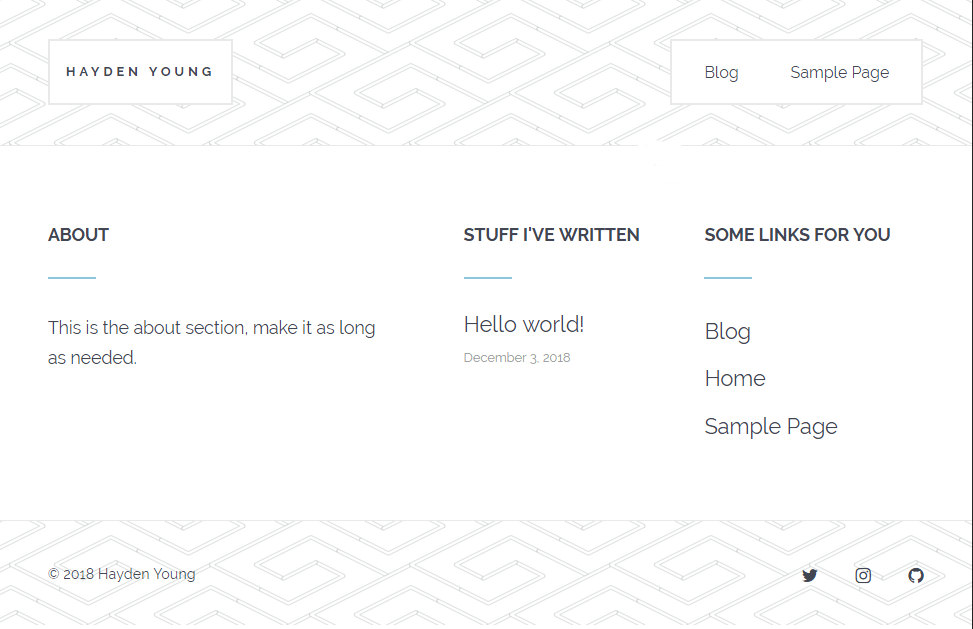 HAYDEN YOUNG
Blog
Sample Page
ABOUT
This is the about section, make it as long
as needed.
STUFF I'VE WRITTEN
Hello world!
December 3, 2018
SOME LINKS FOR YOU
Blog
Home
Sample Page
© 2018 Hayden Young